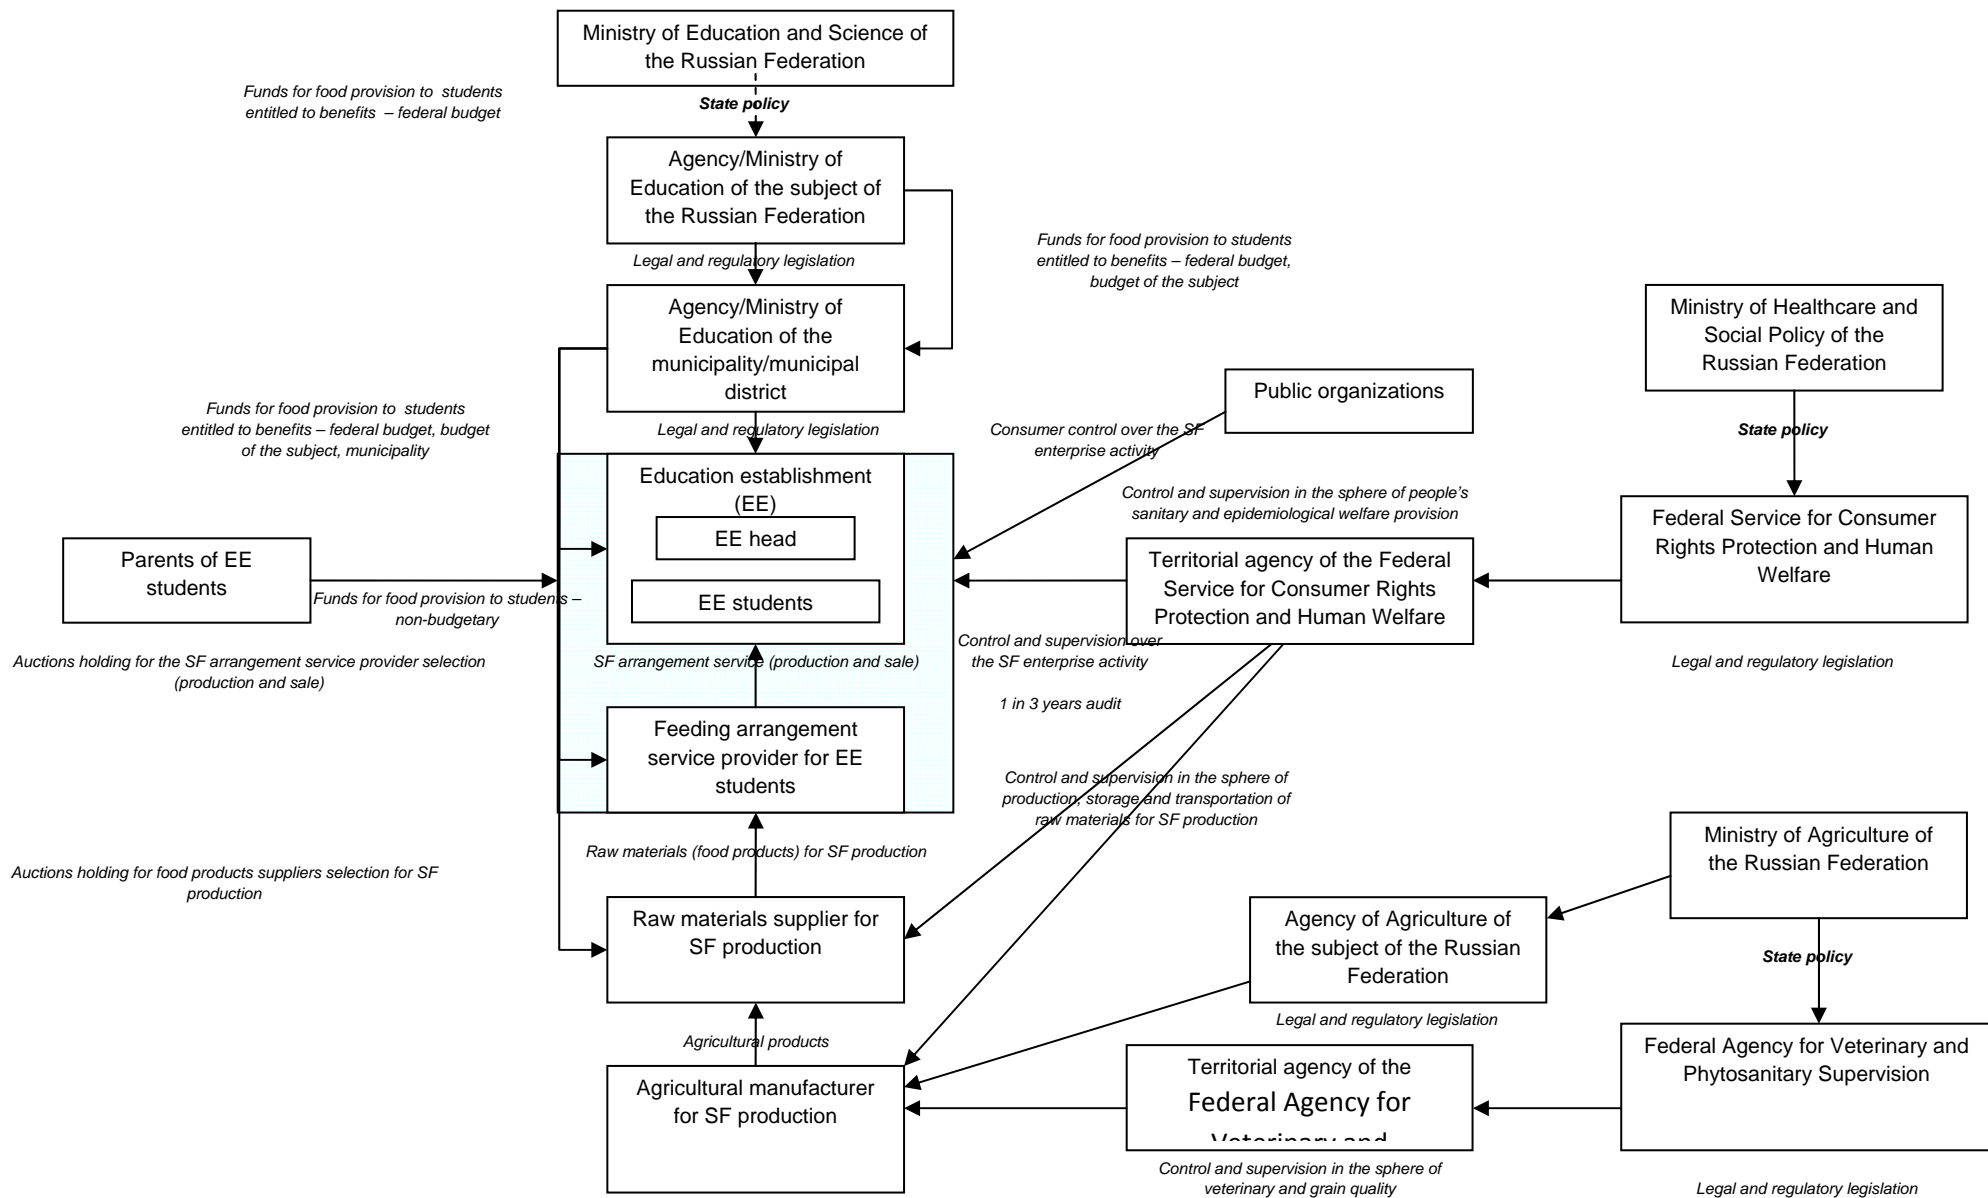 Ministry of Education and Science of
the Russian Federation
Funds for food provision to students
entitled to benefits – federal budget
State policy
Agency/Ministry of
Education of the subject of
the Russian Federation
Legal and regulatory legislation
Funds for food provision to students
entitled to benefits – federal budget,
budget of the subject
Agency/Ministry of
Education of the
municipality/municipal
district
Ministry of Healthcare and
Social Policy of the
Russian Federation
Public organizations
Funds for food provision to students
entitled to benefits – federal budget, budget
of the subject, municipality
Legal and regulatory legislation
Consumer control over the SF
enterprise activity
State policy
Education establishment
(EE)
EE head
EE students
Control and supervision in the sphere of people's
sanitary and epidemiological welfare provision
Federal Service for Consumer
Rights Protection and Human
Welfare
Parents of EE
students
Territorial agency of the Federal
Service for Consumer Rights
Protection and Human Welfare
Funds for food provision to students –
non-budgetary
Auctions holding for the SF arrangement service provider selection
(production and sale)
SF arrangement service (production and sale)
Control and supervision over
the SF enterprise activity
1 in 3 years audit
Legal and regulatory legislation
Feeding arrangement
service provider for EE
students
Control and supervision in the sphere of
production, storage and transportation of
raw materials for SF production
Ministry of Agriculture of
the Russian Federation
Raw materials (food products) for SF production
Auctions holding for food products suppliers selection for SF
production
Raw materials supplier for
SF production
Agency of Agriculture of
the subject of the Russian
Federation
State policy
Legal and regulatory legislation
Agricultural products
Agricultural manufacturer
for SF production
Territorial agency of the
Federal Agency for
Veterinary and
Federal Agency for Veterinary and
Phytosanitary Supervision
Control and supervision in the sphere of
veterinary and grain quality
Legal and regulatory legislation